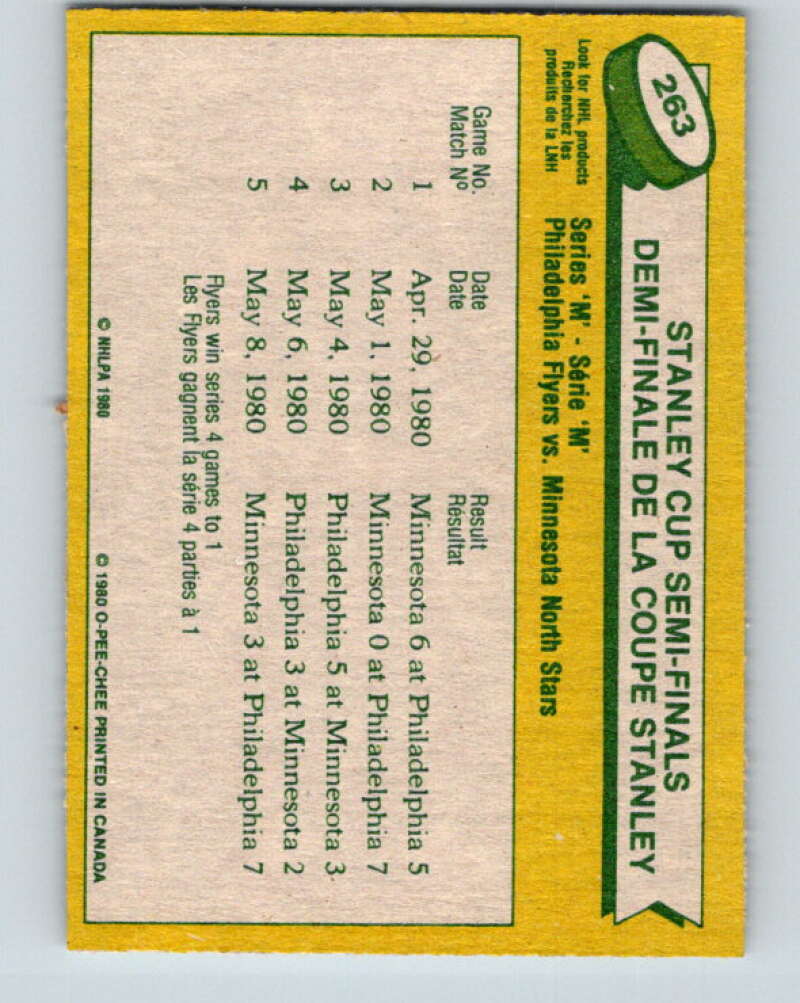 263
STANLEY CUP SEMI-FINALS
DEMI-FINALE DE LA COUPE STANLEY
Look for NHL products
Recherchez les
produits de la LNH
Series 'M' - Série 'M'
Philadelphia Flyers vs. Minnesota North Stars
Game No. Date Result
Match Nº Date Résultat
1 Apr. 29, 1980 Minnesota 6 at Philadelphia 5
2 May 1, 1980 Minnesota 0 at Philadelphia 7
3 May 4, 1980 Philadelphia 5 at Minnesota 3
4 May 6, 1980 Philadelphia 3 at Minnesota 2
5 May 8, 1980 Minnesota 3 at Philadelphia 7
Flyers win series 4 games to 1
Les Flyers gagnent la série 4 parties à 1
© NHLPA 1980 © 1980 O-PEE-CHEE PRINTED IN CANADA